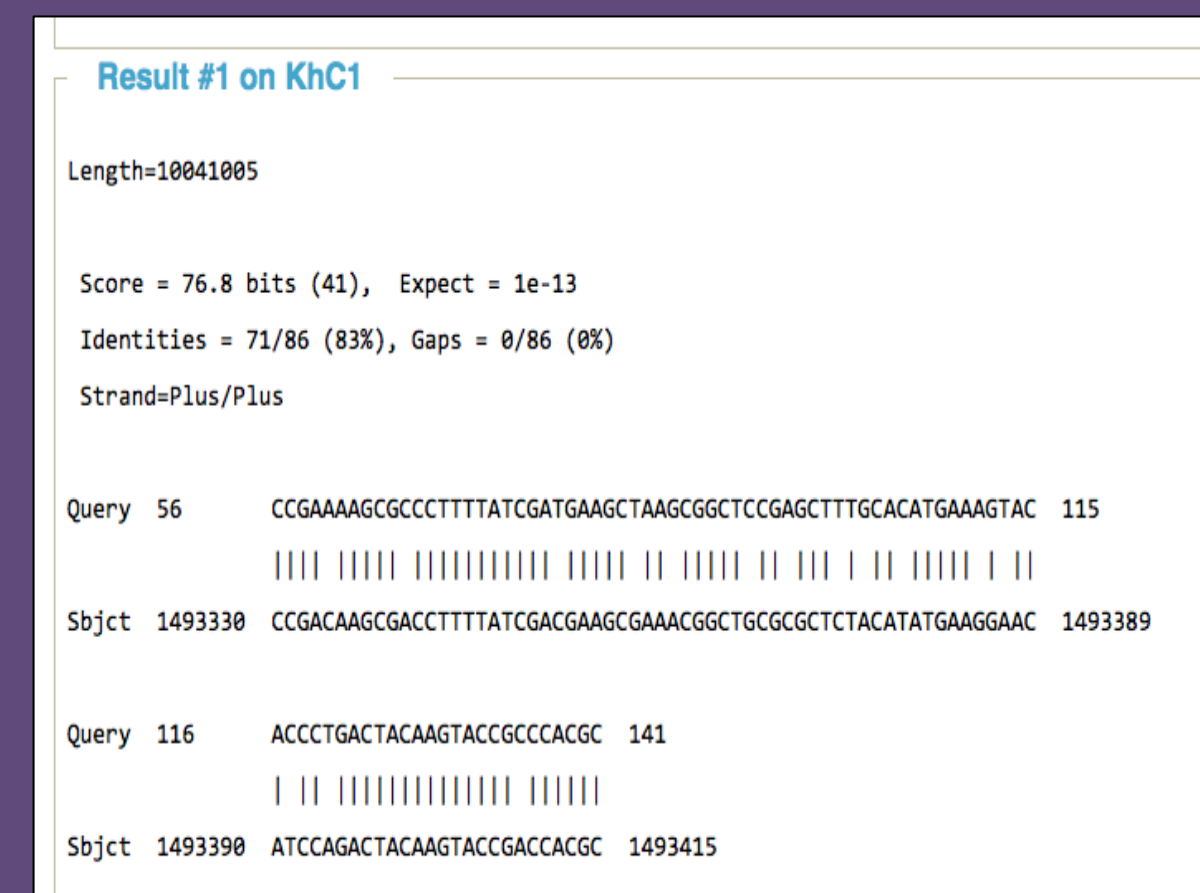 Result #1 on KhC1
Length=10041005
Score = 76.8 bits (41), Expect = 1e-13
Identities = 71/86 (83%), Gaps = 0/86 (0%)
Strand=Plus/Plus
Query 56 CCGAAAAGCGCCCTTTTATCGATGAAGCTAAGCGGCTCCGAGCTTTGCACATGAAAGTAC 115
|||| ||||| ||||||||||| ||||| || ||||| || ||| | || ||||| | ||
Sbjct 1493330 CCGACAAGCGACCTTTTATCGACGAAGCGAAACGGCTGCGCGCTCTACATATGAAGGAAC 1493389
Query 116 ACCCTGACTACAAGTACCGCCCACGC 141
| || |||||||||||||| ||||||
Sbjct 1493390 ATCCAGACTACAAGTACCGACCACGC 1493415